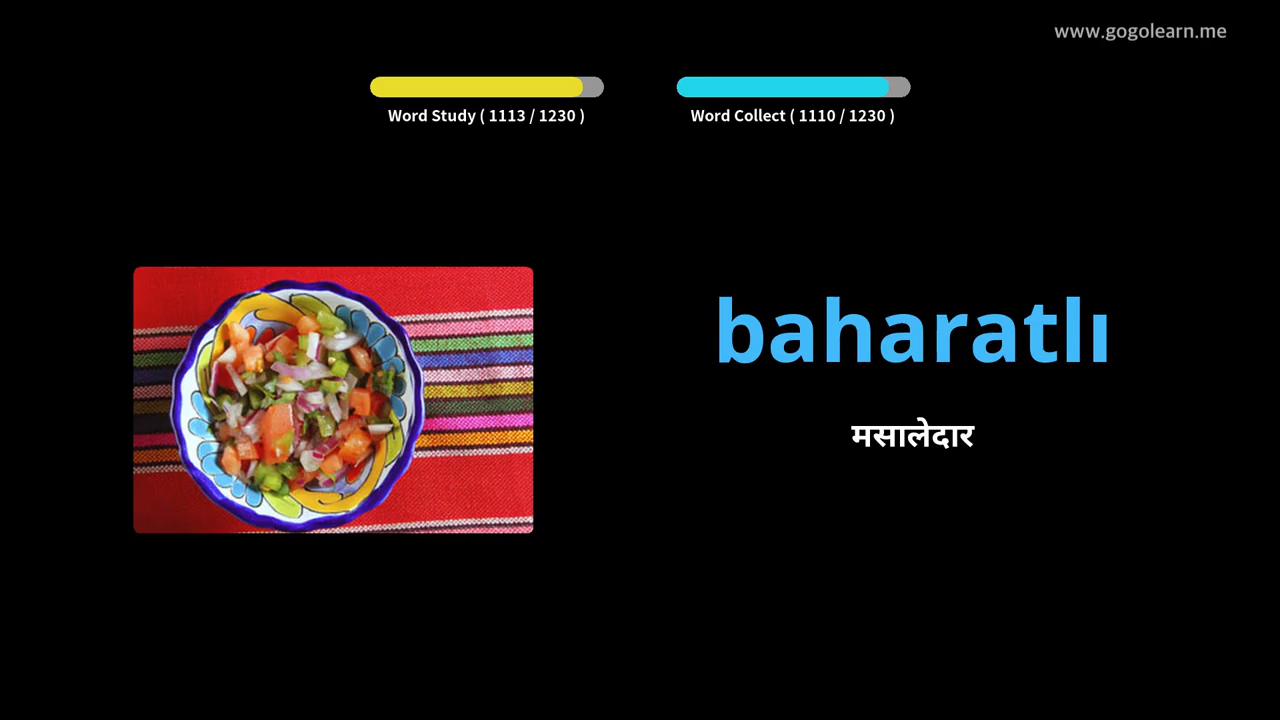 www.gogolearn.me
Word Study ( 1113 / 1230 )
Word Collect ( 1110 / 1230 )
baharatlı
मसालेदार